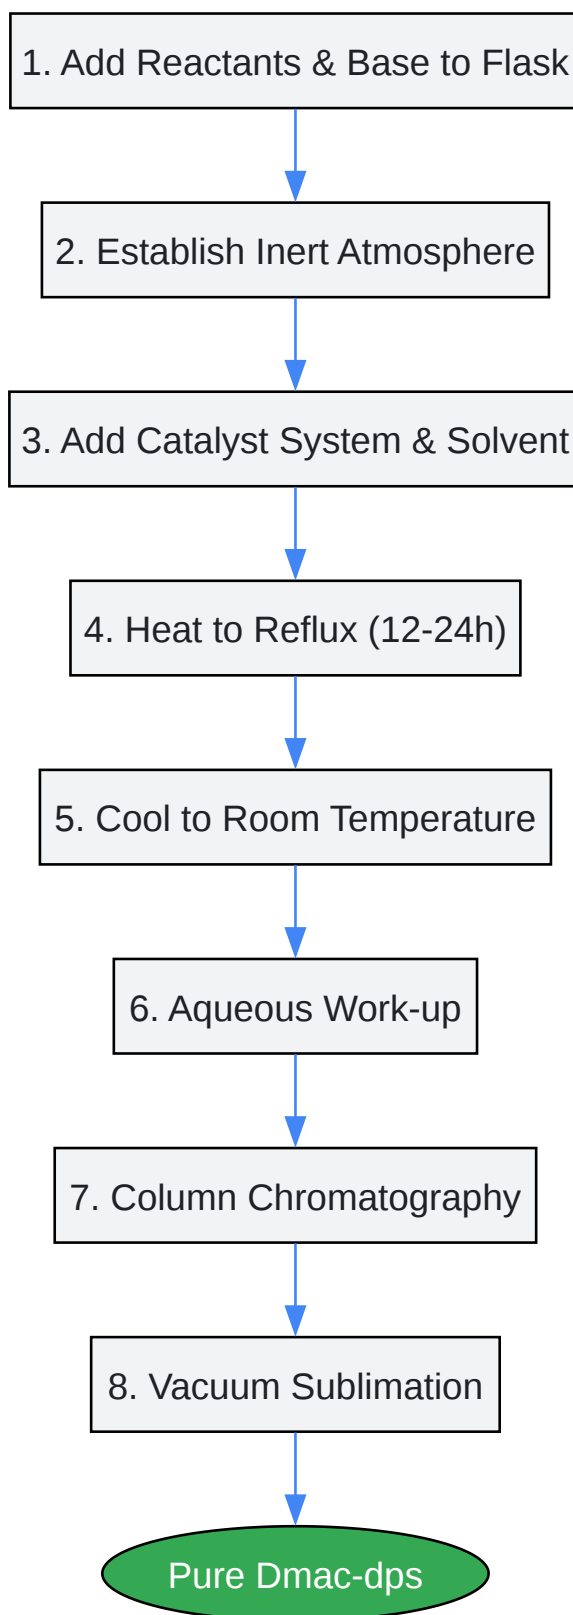 1. Add Reactants & Base to Flask
2. Establish Inert Atmosphere
3. Add Catalyst System & Solvent
4. Heat to Reflux (12-24h)
5. Cool to Room Temperature
6. Aqueous Work-up
7. Column Chromatography
8. Vacuum Sublimation
Pure Dmac-dps